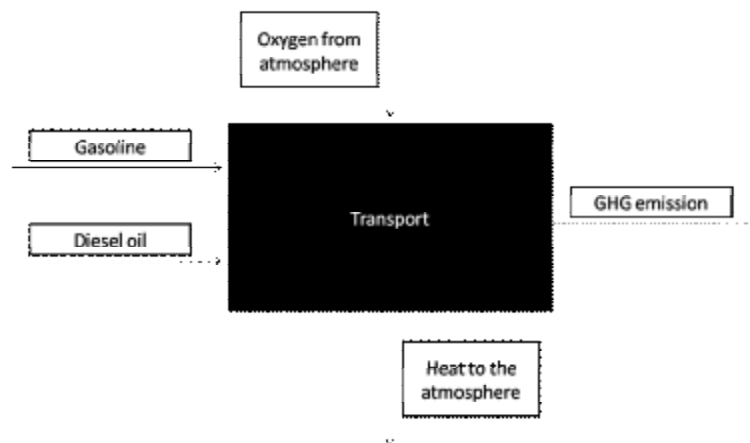 Oxygen from
atmosphere
Gasoline
Transport
GHG emission
Diesel oil
Heat to the
atmosphere